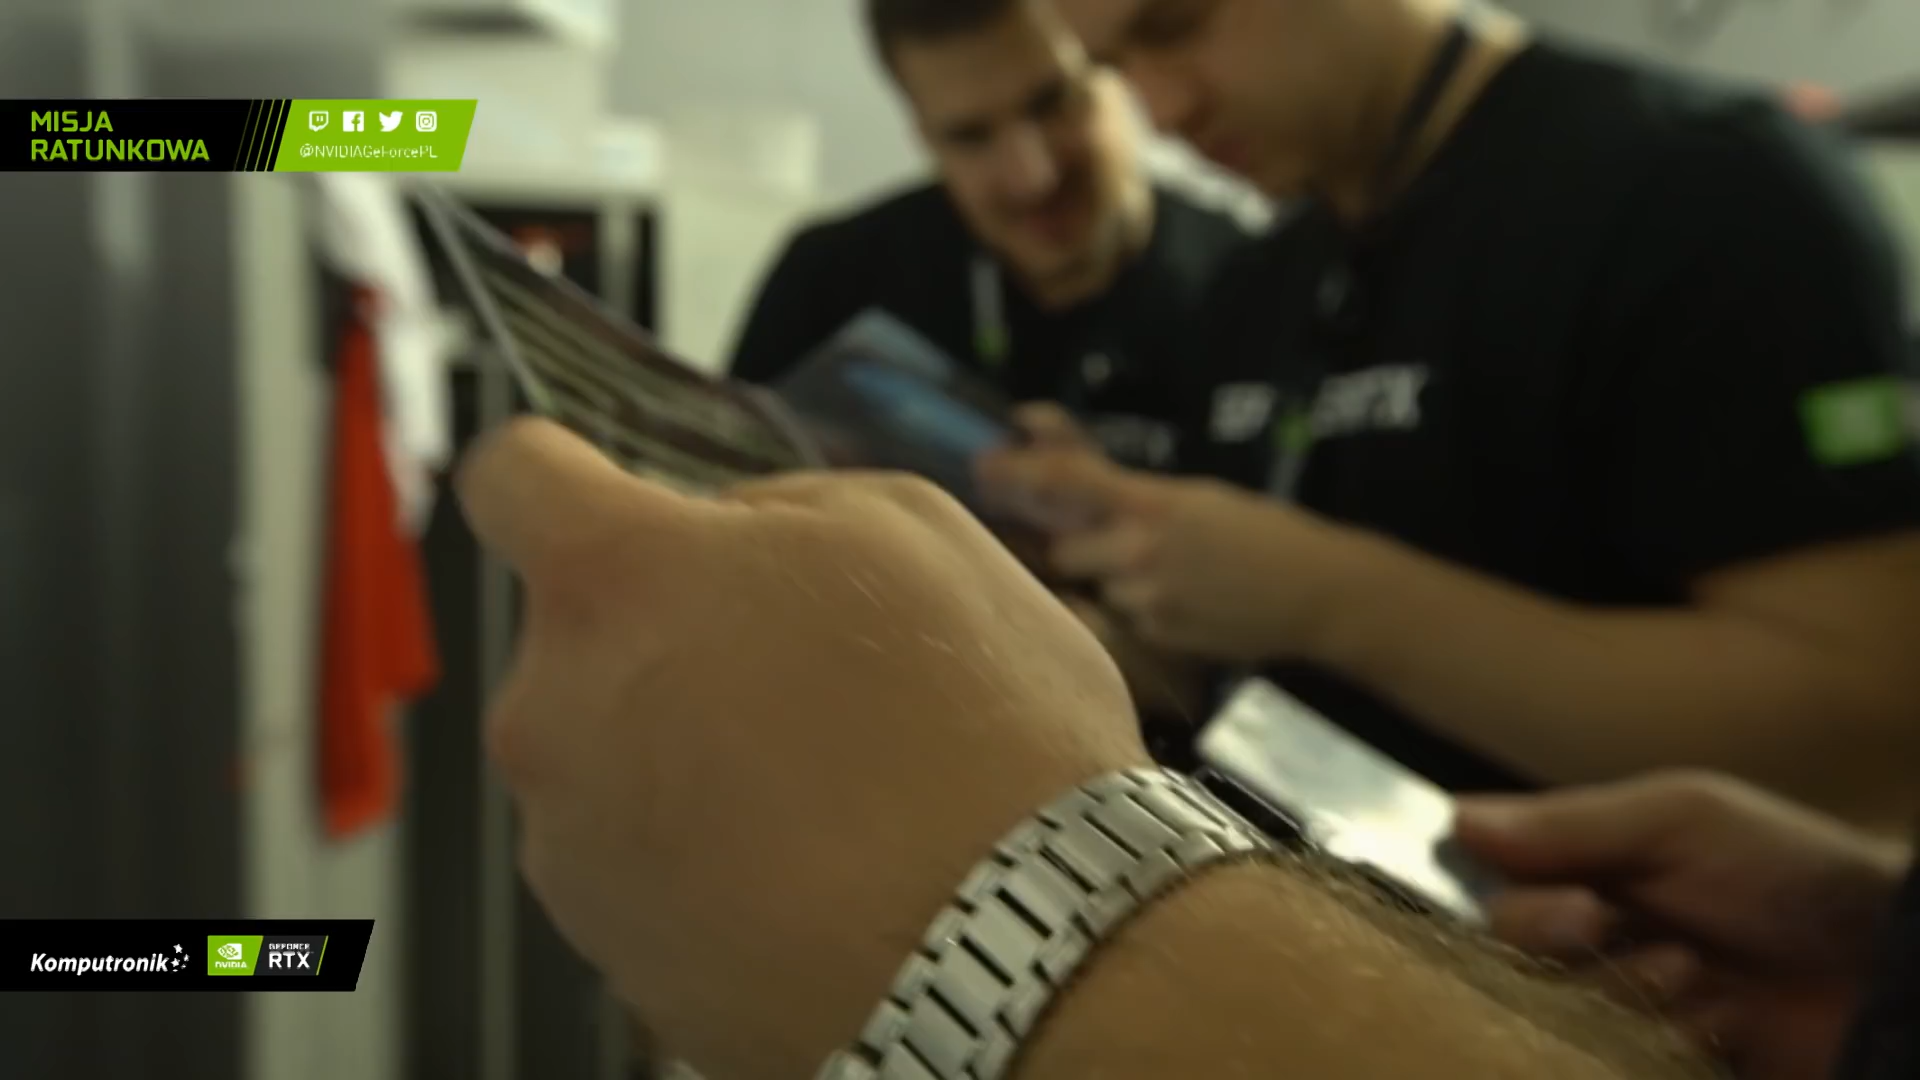 MISJA
RATUNKOWA
@NVIDIAGeForcePL
Komputronik
NVIDIA
GEFORCE
RTX